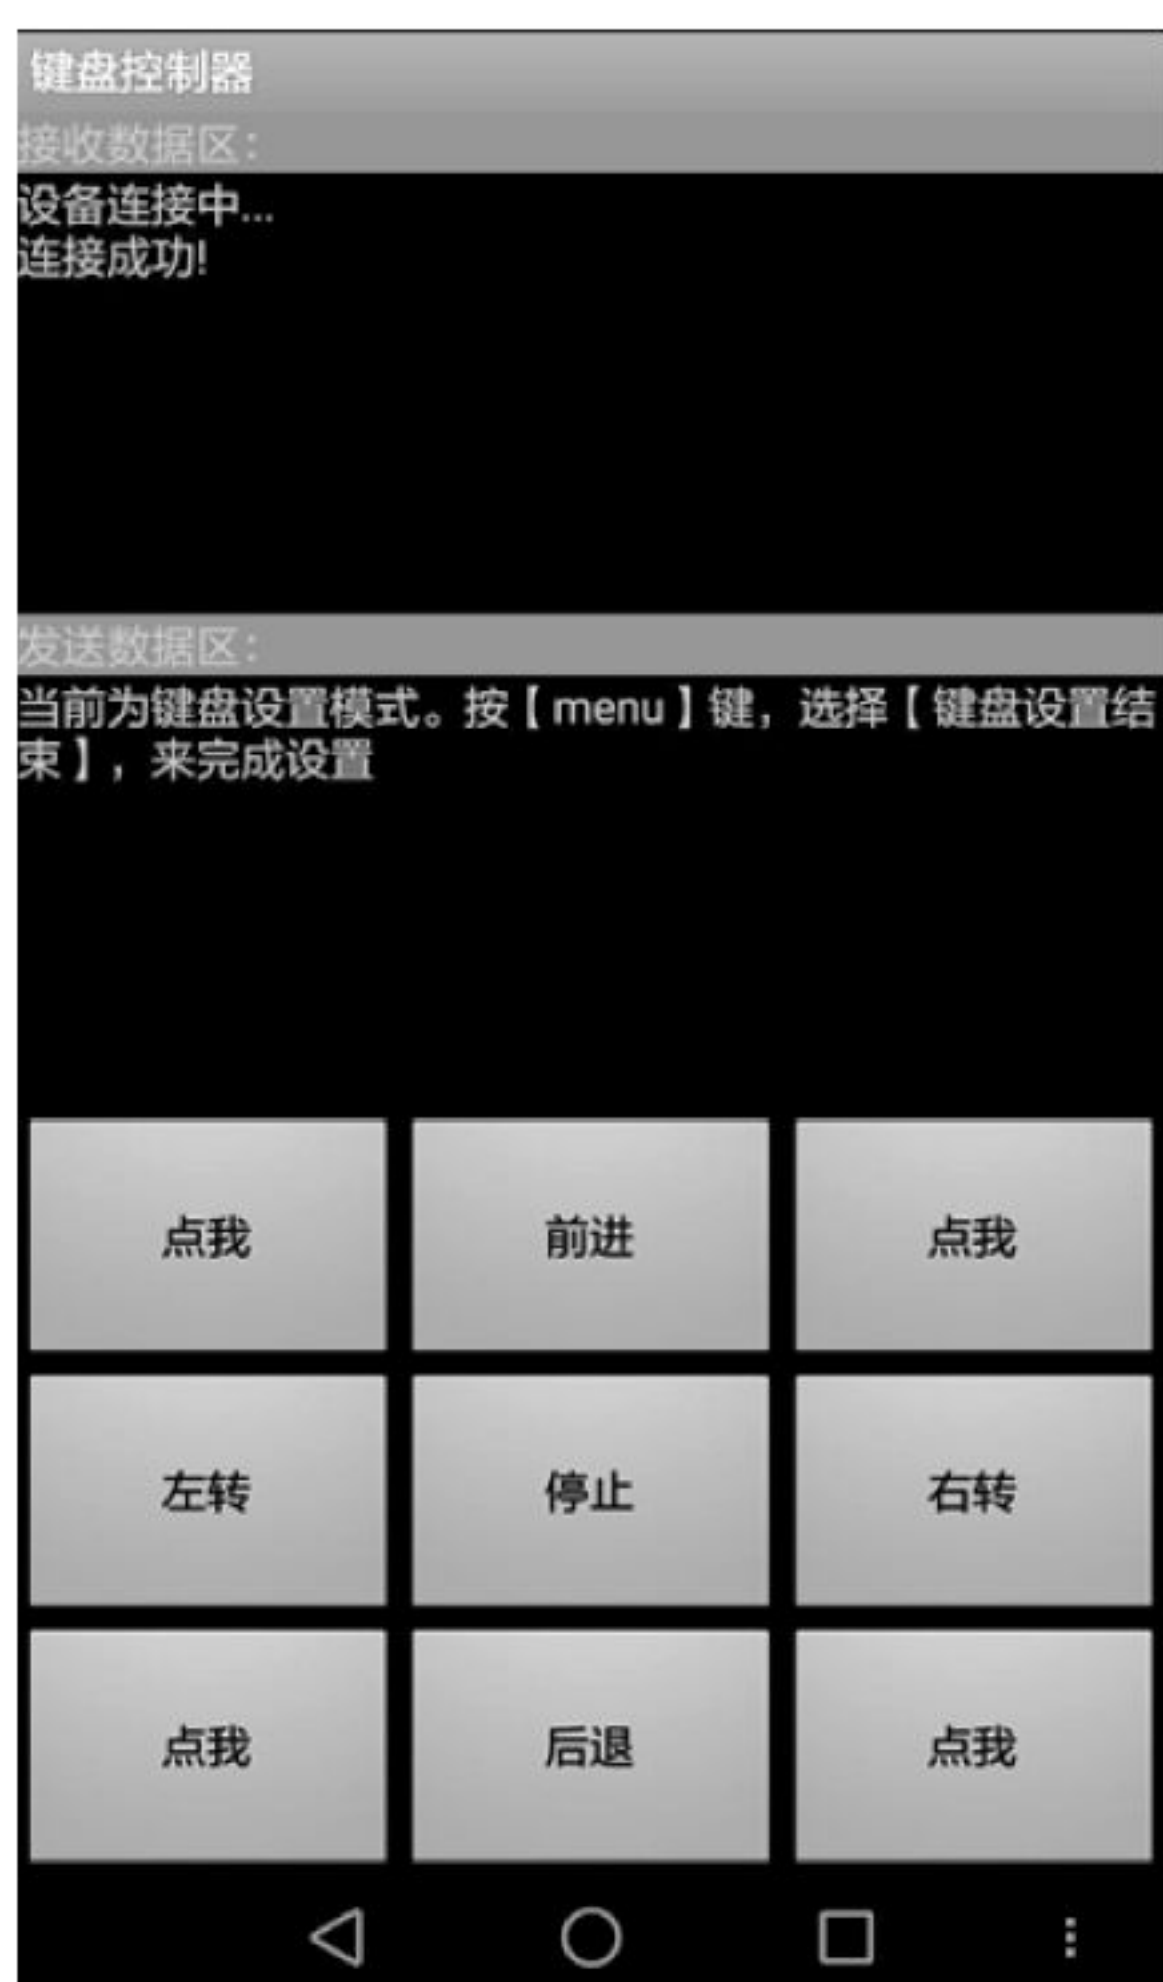 键盘控制器
接收数据区：
设备连接中...
连接成功!
发送数据区：
当前为键盘设置模式。按【menu】键，选择【键盘设置结
束】，来完成设置
点我
前进
点我
左转
停止
右转
点我
后退
点我